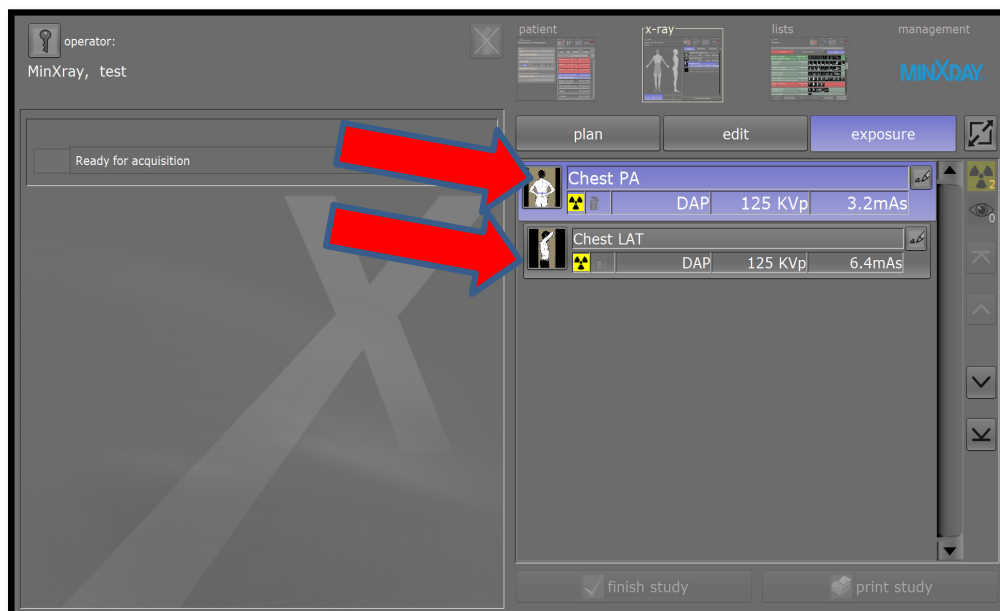 operator:
MinXray, test
patient
x-ray
lists
management
MINXRAY
plan
edit
exposure
Ready for acquisition
Chest PA
2
DAP
125 KVp
3.2mAs
0
Chest LAT
DAP
125 KVp
6.4mAs
finish study
print study